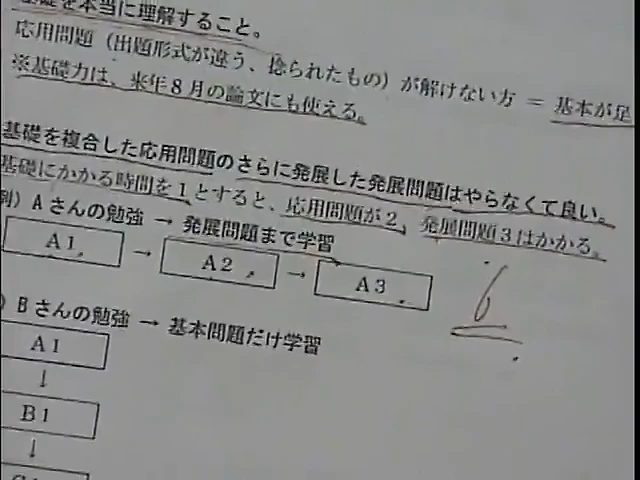 基礎を本当に理解すること。
応用問題（出題形式が違う、捻られたもの）が解けない方 = 基本が足
※基礎力は、来年8月の論文にも使える。
基礎を複合した応用問題のさらに発展した発展問題はやらなくて良い。
基礎にかかる時間を1とすると、応用問題が2、発展問題3はかかる。
例）Aさんの勉強 → 発展問題まで学習
A1 → A2 → A3
6
）Bさんの勉強 → 基本問題だけ学習
A1
↓
B1
↓